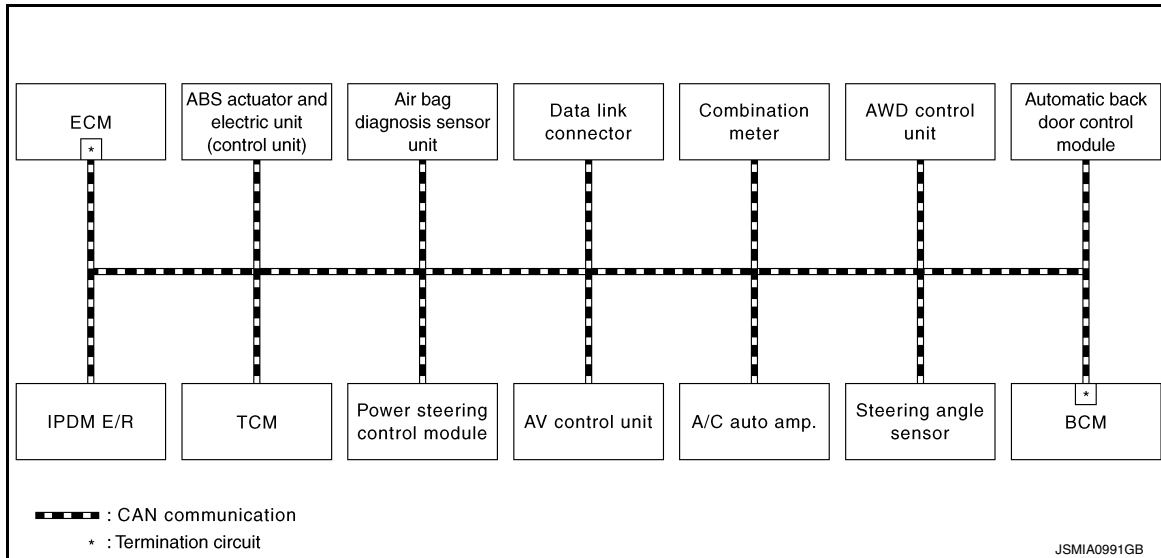 ECM
*
ABS actuator and
electric unit
(control unit)
Air bag
diagnosis sensor
unit
Data link
connector
Combination
meter
AWD control
unit
Automatic back
door control
module
IPDM E/R
TCM
Power steering
control module
AV control unit
A/C auto amp.
Steering angle
sensor
*
BCM
: CAN communication
* : Termination circuit
JSMIA0991GB